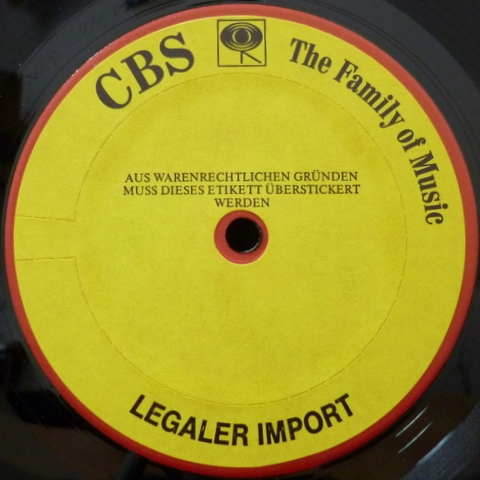 CBS
The Family of Music
AUS WARENRECHTLICHEN GRÜNDEN
MUSS DIESES ETIKETT ÜBERSTICKERT
WERDEN
LEGALER IMPORT